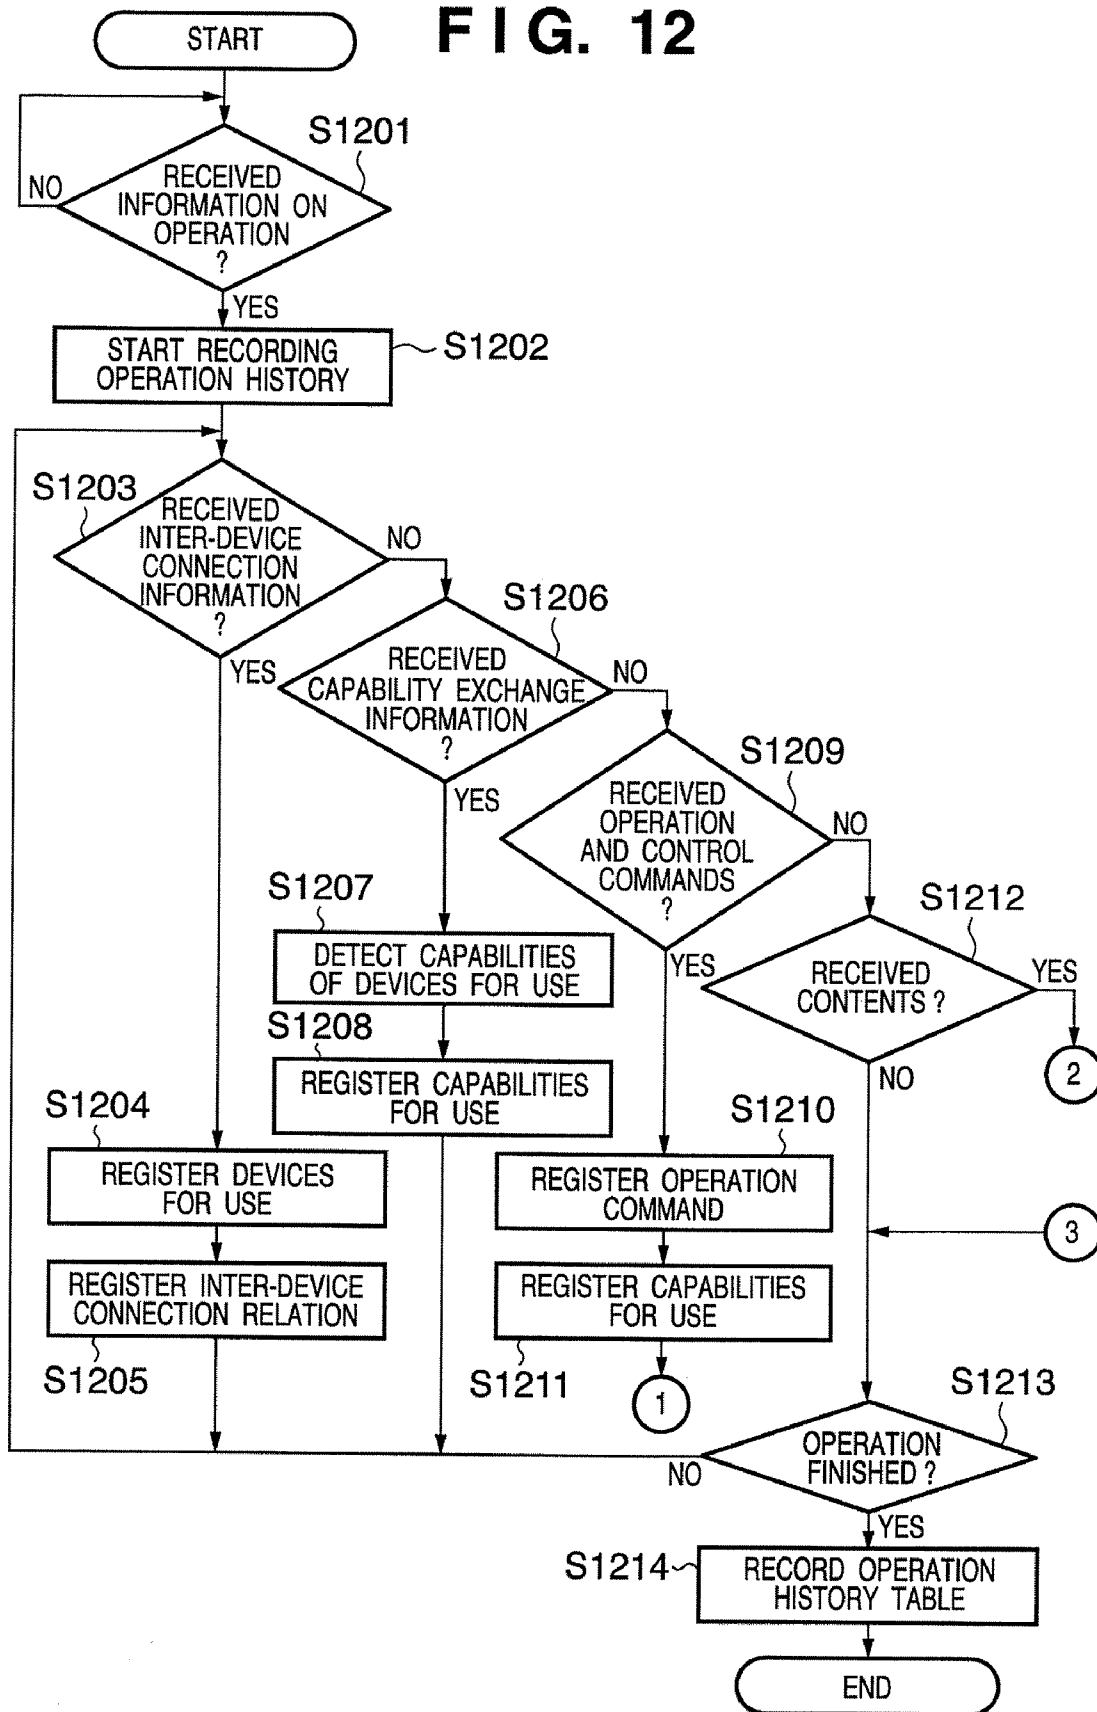 FIG. 12
START
S1201
NO
RECEIVED
INFORMATION ON
OPERATION
?
YES
START RECORDING
OPERATION HISTORY
S1202
S1203
RECEIVED
INTER-DEVICE
CONNECTION
INFORMATION
?
NO
YES
S1206
RECEIVED
CAPABILITY EXCHANGE
INFORMATION
?
NO
YES
S1209
RECEIVED
OPERATION
AND CONTROL
COMMANDS
?
NO
YES
S1207
DETECT CAPABILITIES
OF DEVICES FOR USE
S1212
RECEIVED
CONTENTS ?
YES
NO
2
S1208
REGISTER CAPABILITIES
FOR USE
S1204
REGISTER DEVICES
FOR USE
S1210
REGISTER OPERATION
COMMAND
3
REGISTER INTER-DEVICE
CONNECTION RELATION
S1205
REGISTER CAPABILITIES
FOR USE
S1211
1
S1213
OPERATION
FINISHED ?
NO
YES
S1214
RECORD OPERATION
HISTORY TABLE
END